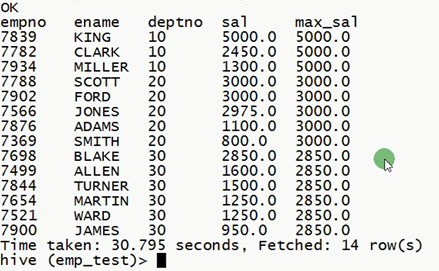 OK
empno ename deptno sal max_sal
7839 KING 10 5000.0 5000.0
7782 CLARK 10 2450.0 5000.0
7934 MILLER 10 1300.0 5000.0
7788 SCOTT 20 3000.0 3000.0
7902 FORD 20 3000.0 3000.0
7566 JONES 20 2975.0 3000.0
7876 ADAMS 20 1100.0 3000.0
7369 SMITH 20 800.0 3000.0
7698 BLAKE 30 2850.0 2850.0
7499 ALLEN 30 1600.0 2850.0
7844 TURNER 30 1500.0 2850.0
7654 MARTIN 30 1250.0 2850.0
7521 WARD 30 1250.0 2850.0
7900 JAMES 30 950.0 2850.0
Time taken: 30.795 seconds, Fetched: 14 row(s)
hive (emp_test)>